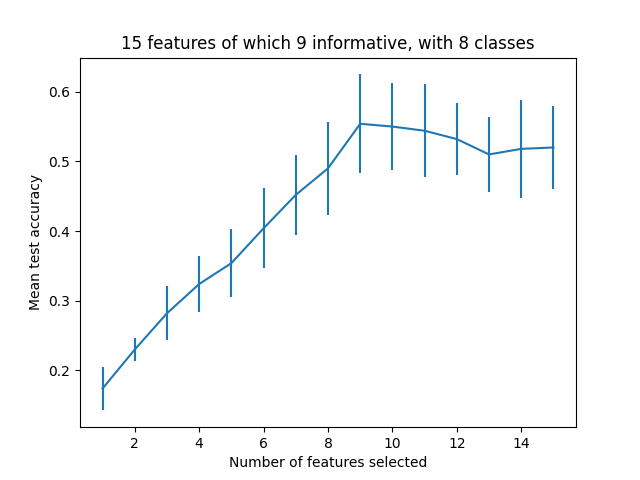 15 features of which 9 informative, with 8 classes
0.6
0.5
0.4
0.3
0.2
Mean test accuracy
2 4 6 8 10 12 14
Number of features selected